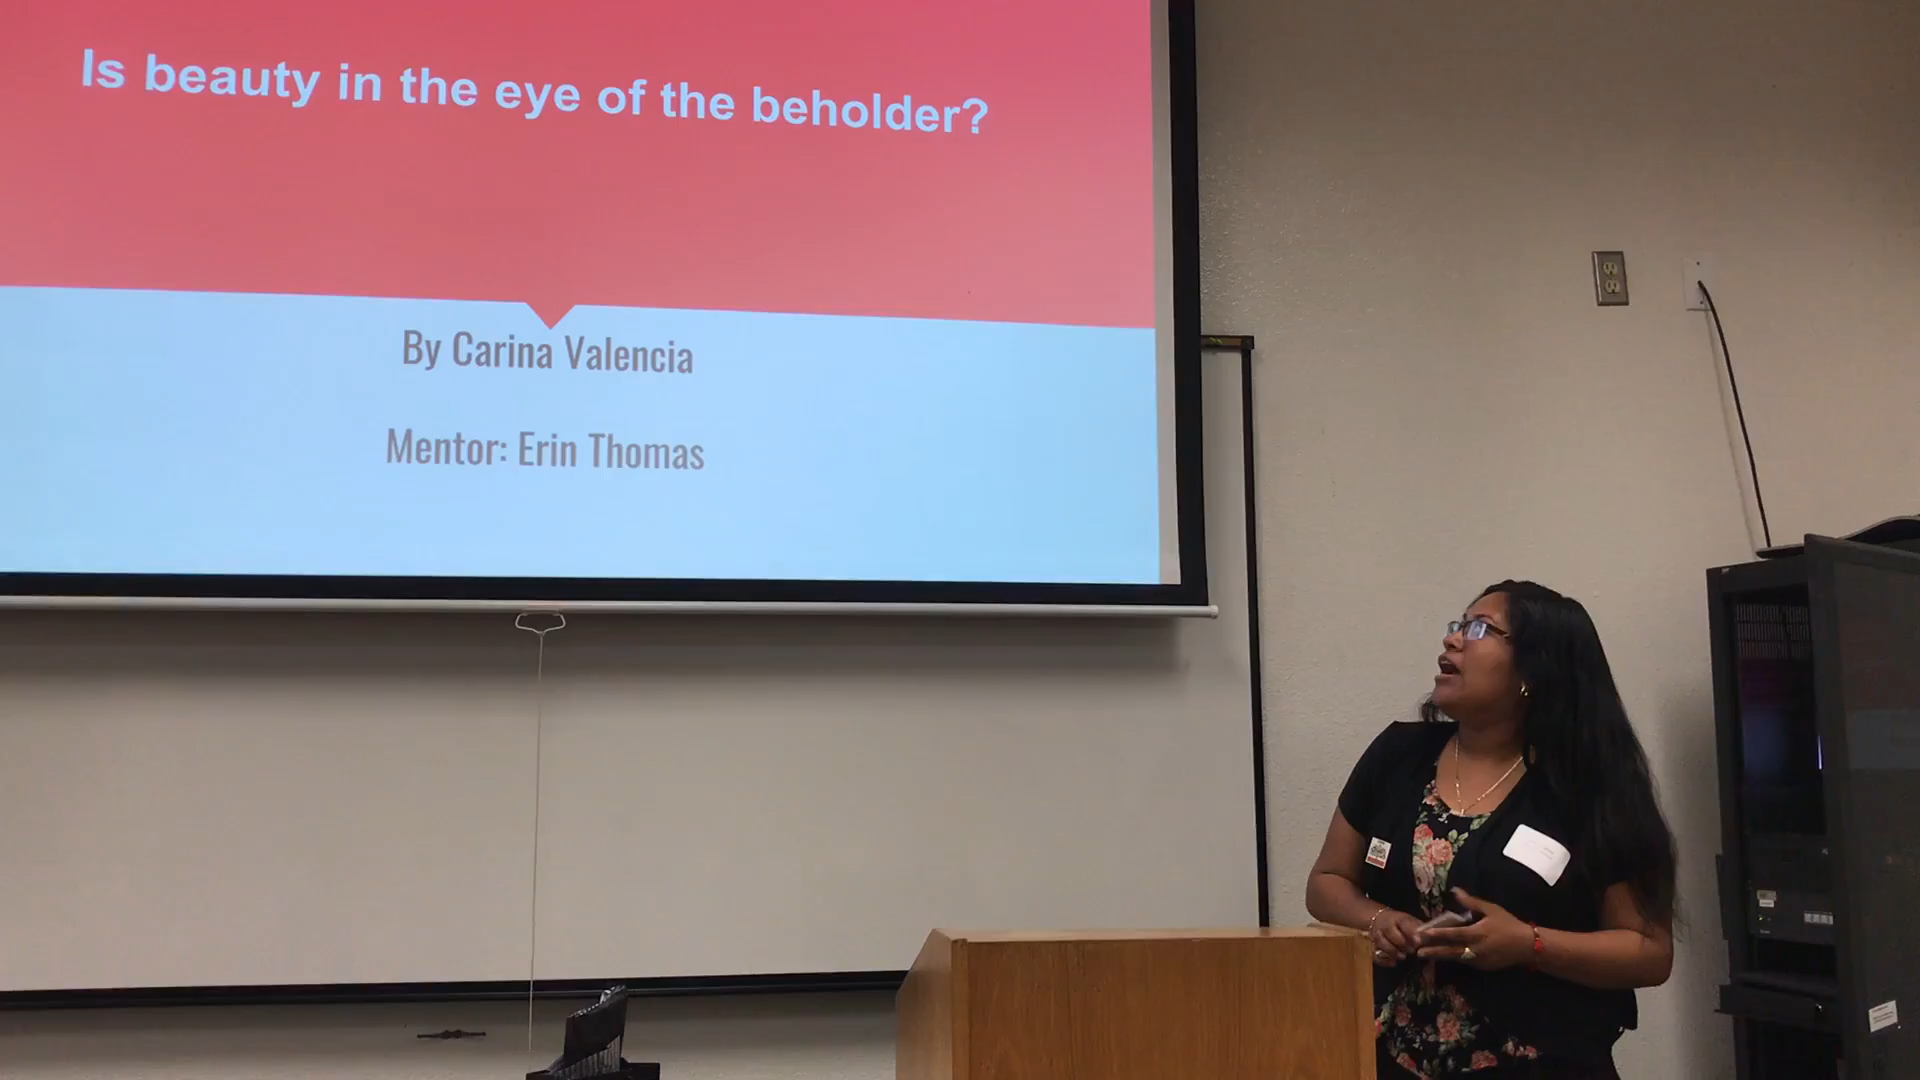 Is beauty in the eye of the beholder?
By Carina Valencia
Mentor: Erin Thomas